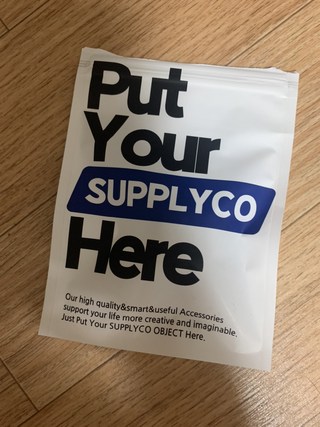 Put
Your
SUPPLYCO
Here
Our high quality&smart&useful Accessories
support your life more creative and imaginable.
Just Put Your SUPPLYCO OBJECT Here.